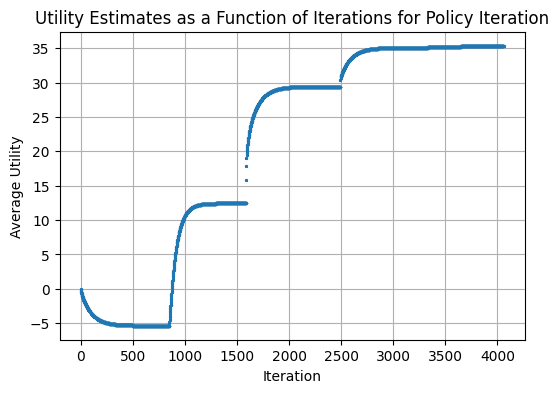 Utility Estimates as a Function of Iterations for Policy Iteration
35
30
25
20
15
10
5
0
−5
Average Utility
0 500 1000 1500 2000 2500 3000 3500 4000
Iteration